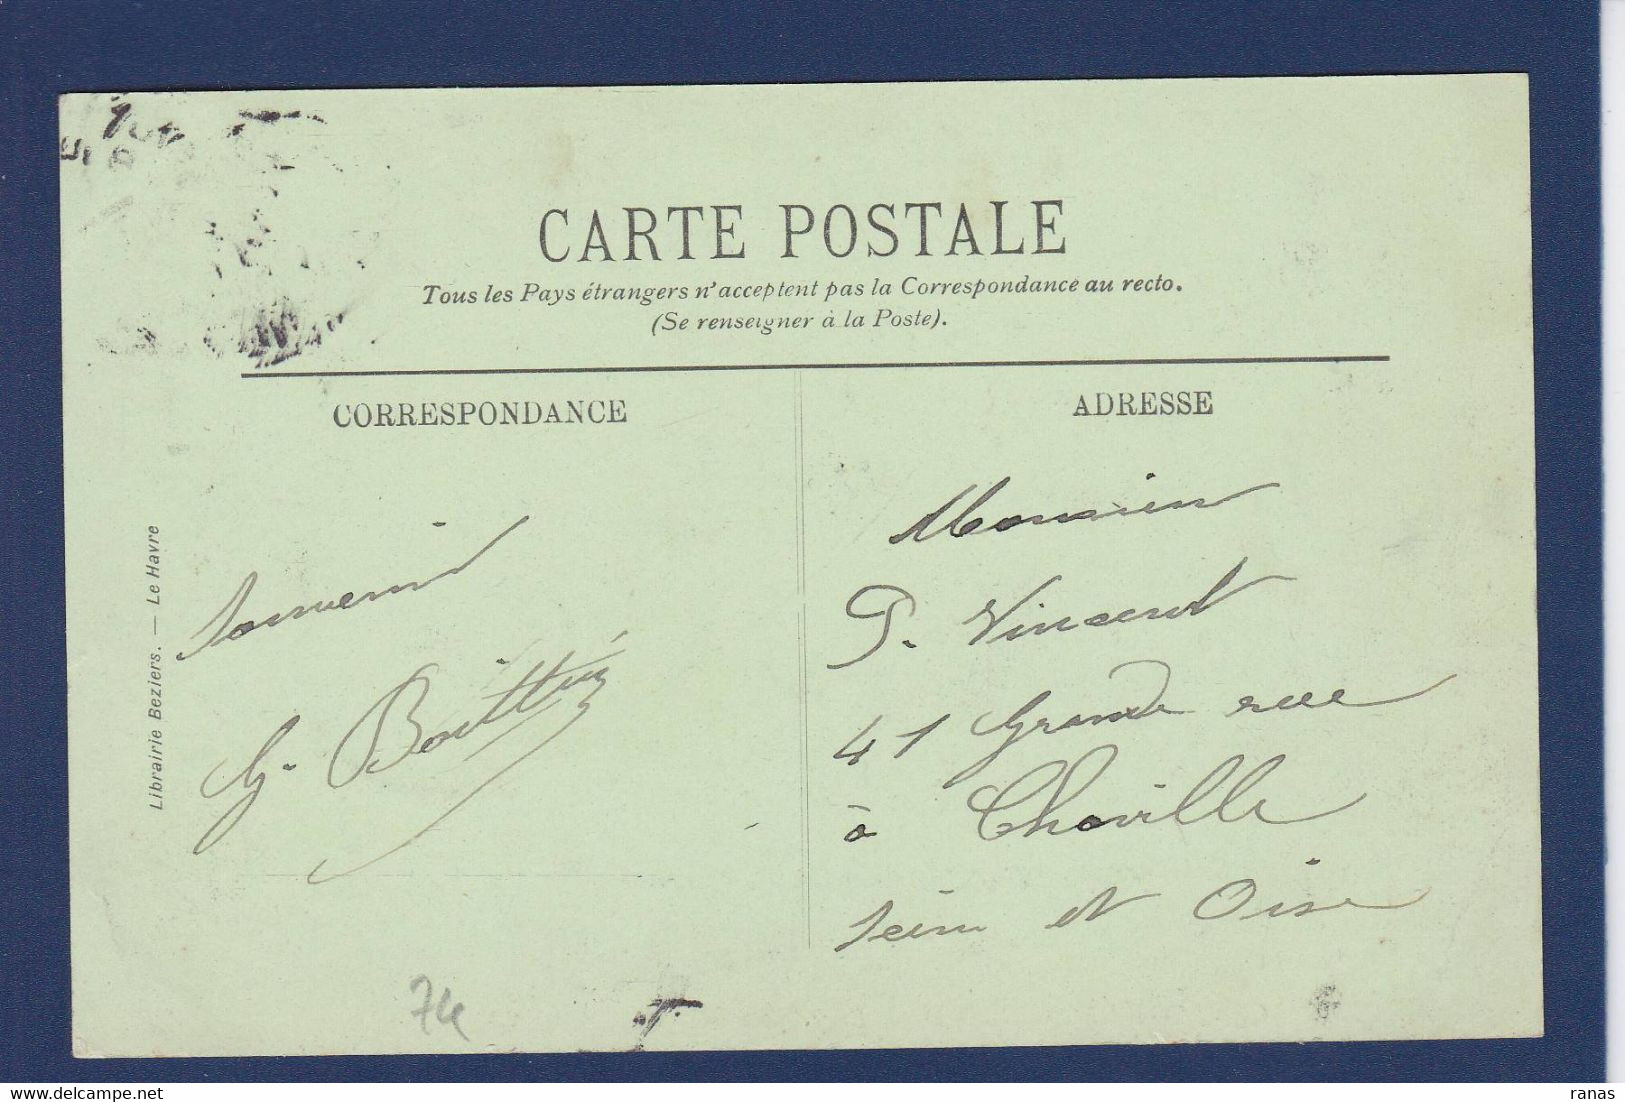 CARTE POSTALE
Tous les Pays étrangers n'acceptent pas la Correspondance au recto.
(Se renseigner à la Poste).
CORRESPONDANCE
ADRESSE
Librairie Beziers. — Le Havre
Souvenir
G.
Monsieur
P. Vincent
41 Grande rue
à Chaville
Seine et Oise
ranas